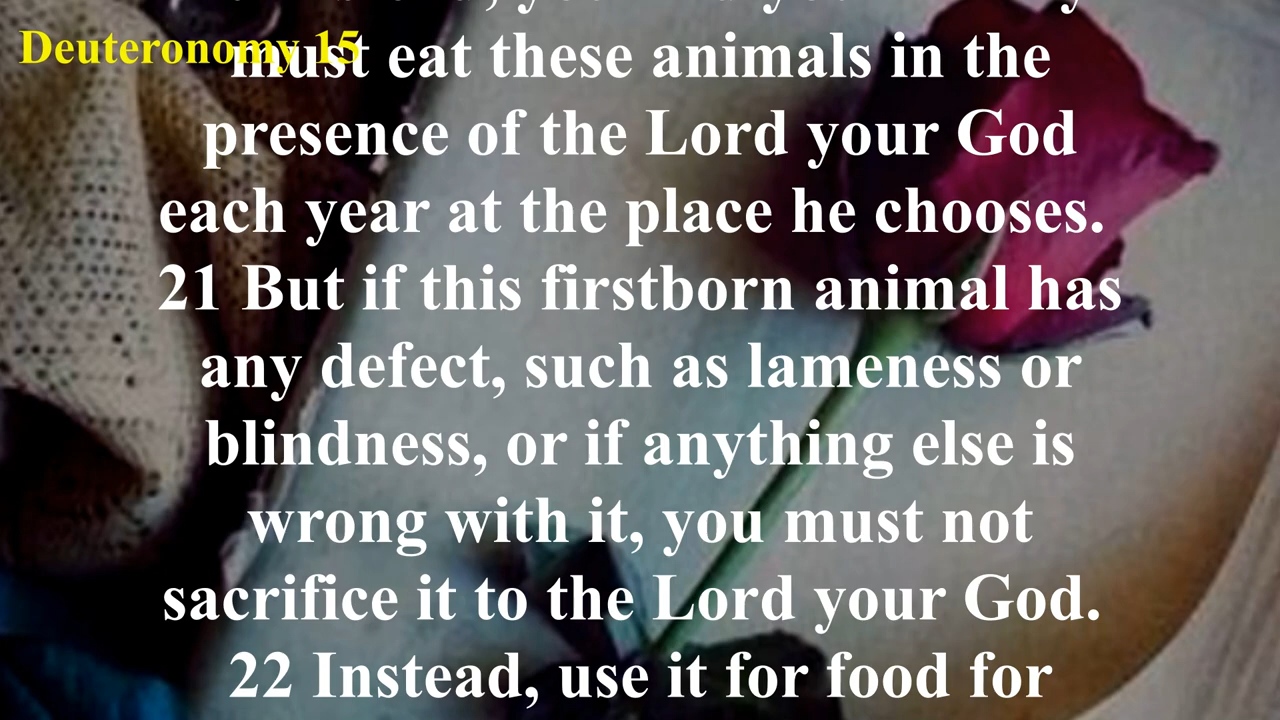 Deuteronomy 15
must eat these animals in the
presence of the Lord your God
each year at the place he chooses.
21 But if this firstborn animal has
any defect, such as lameness or
blindness, or if anything else is
wrong with it, you must not
sacrifice it to the Lord your God.
22 Instead, use it for food for